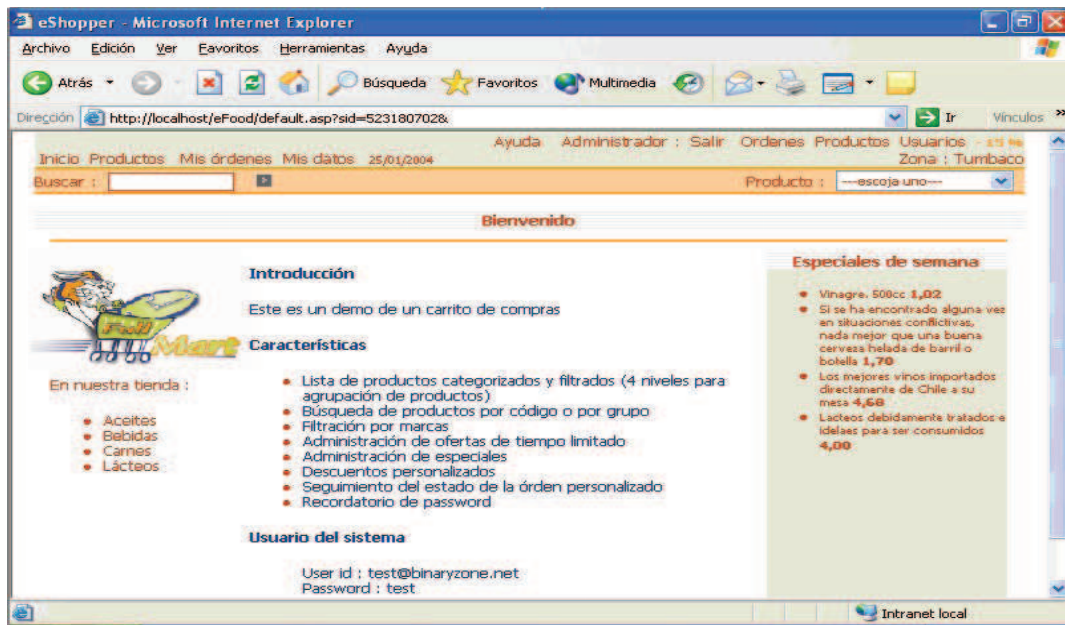 eShopper - Microsoft Internet Explorer
Archivo Edición Ver Favoritos Herramientas Ayuda
Atrás Búsqueda Favoritos Multimedia
Dirección http://localhost/eFood/default.asp?sid=523180702& Ir Vínculos »
Ayuda Administrador : Salir Ordenes Productos Usuarios
Inicio Productos Mis órdenes Mis datos 25/01/2004 Zona : Tumbaco
Buscar : Producto : ---escoja uno---
Bienvenido
Mart
En nuestra tienda :
Aceites
Bebidas
Carnes
Lácteos
Introducción
Este es un demo de un carrito de compras
Características
Lista de productos categorizados y filtrados (4 niveles para
agrupación de productos)
Búsqueda de productos por código o por grupo
Filtración por marcas
Administración de ofertas de tiempo limitado
Administración de especiales
Descuentos personalizados
Seguimiento del estado de la órden personalizado
Recordatorio de password
Usuario del sistema
User id : test@binaryzone.net
Password : test
Especiales de semana
Vinagre. 500cc 1,02
Si se ha encontrado alguna vez
en situaciones conflictivas,
nada mejor que una buena
cerveza helada de barril o
botella 1,70
Los mejores vinos importados
directamente de Chile a su
mesa 4,68
Lacteos debidamente tratados e
idelaes para ser consumidos
4,00
Intranet local